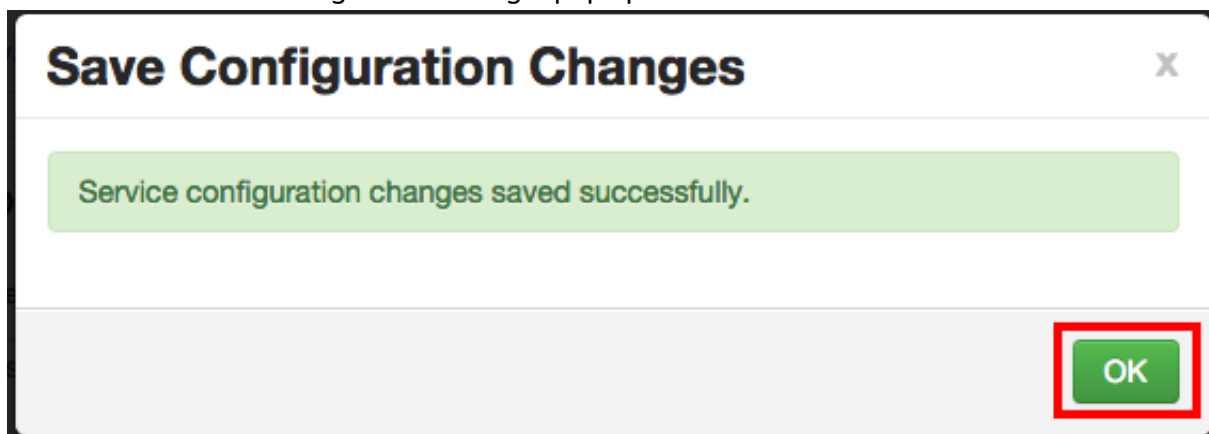 Save Configuration Changes
x
Service configuration changes saved successfully.
OK